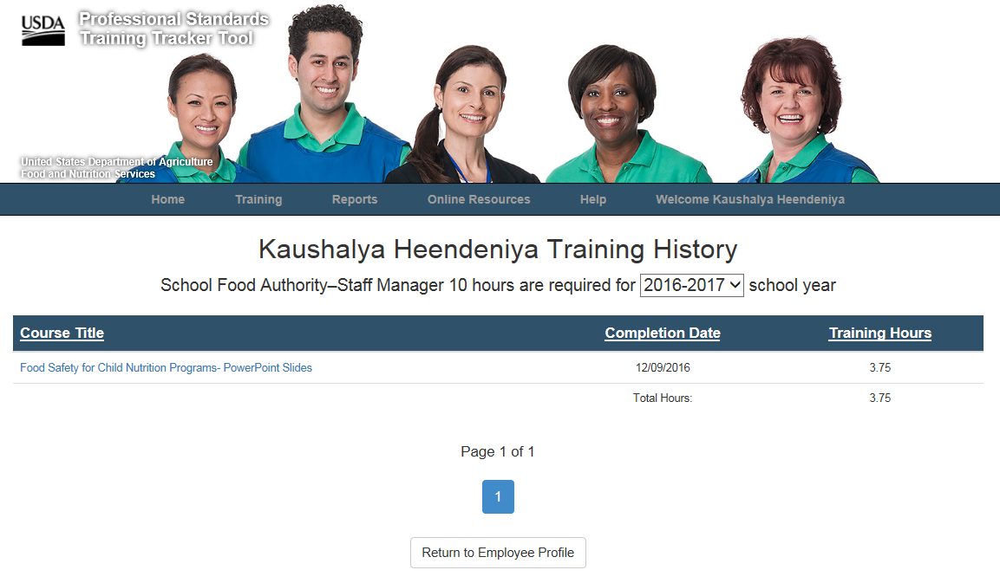 USDA
Professional Standards
Training Tracker Tool
United States Department of Agriculture
Food and Nutrition Services
Home Training Reports Online Resources Help Welcome Kaushalya Heendeniya
Kaushalya Heendeniya Training History
School Food Authority–Staff Manager 10 hours are required for 2016-2017 school year
Course Title Completion Date Training Hours
Food Safety for Child Nutrition Programs- PowerPoint Slides 12/09/2016 3.75
Total Hours: 3.75
Page 1 of 1
1
Return to Employee Profile